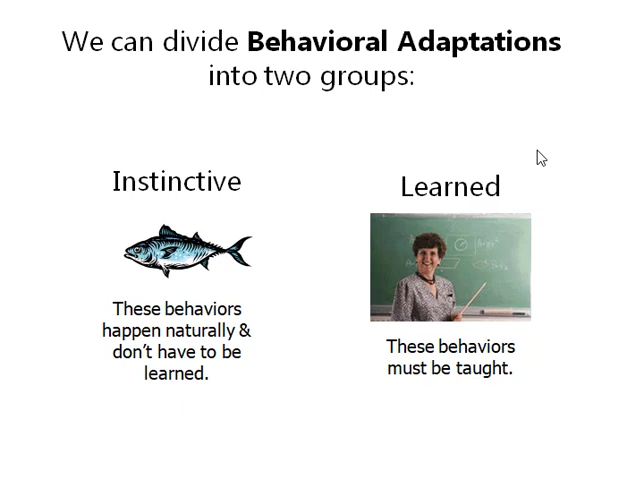 We can divide Behavioral Adaptations
into two groups:
Instinctive
These behaviors
happen naturally &
don't have to be
learned.
Learned
These behaviors
must be taught.